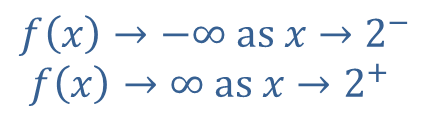 f(x) → −∞ as x → 2⁻
f(x) → ∞ as x → 2⁺